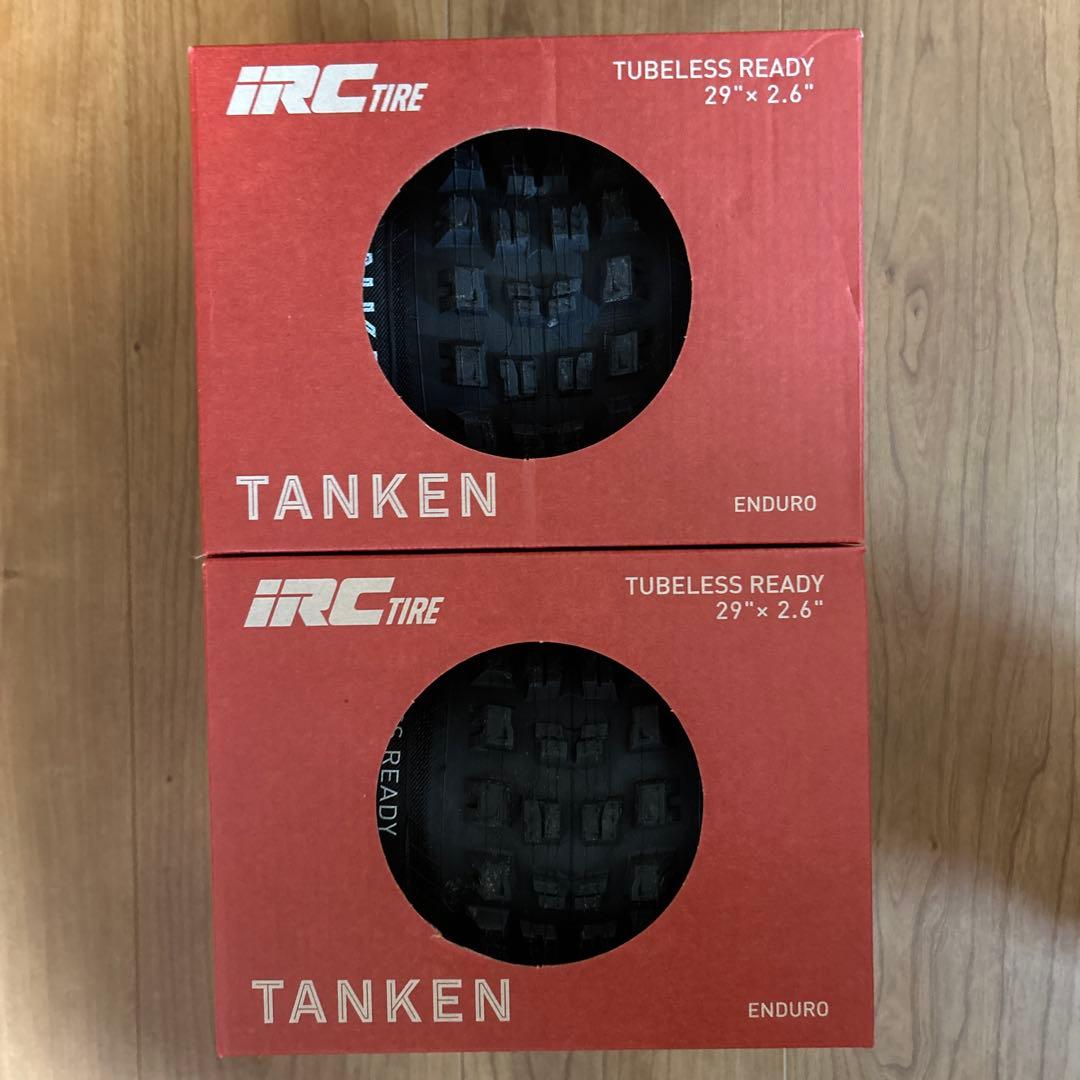 iRC TIRE
TUBELESS READY
29"× 2.6"
TANKEN
ENDURO
iRC TIRE
TUBELESS READY
29"× 2.6"
READY
TANKEN
ENDURO